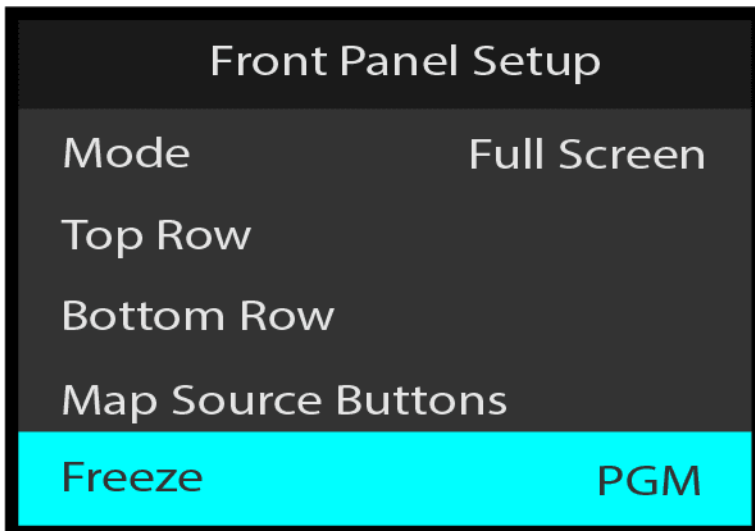 Front Panel Setup
Mode Full Screen
Top Row
Bottom Row
Map Source Buttons
Freeze PGM